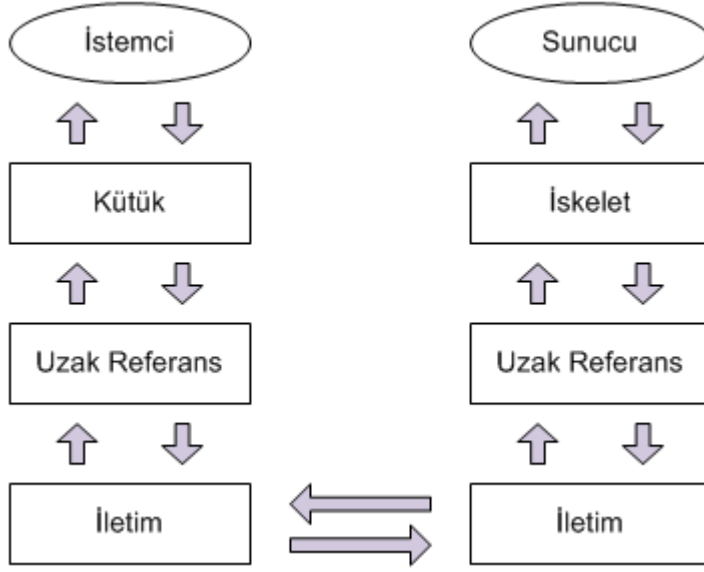 İstemci
Sunucu
Kütük
İskelet
Uzak Referans
Uzak Referans
İletim
İletim